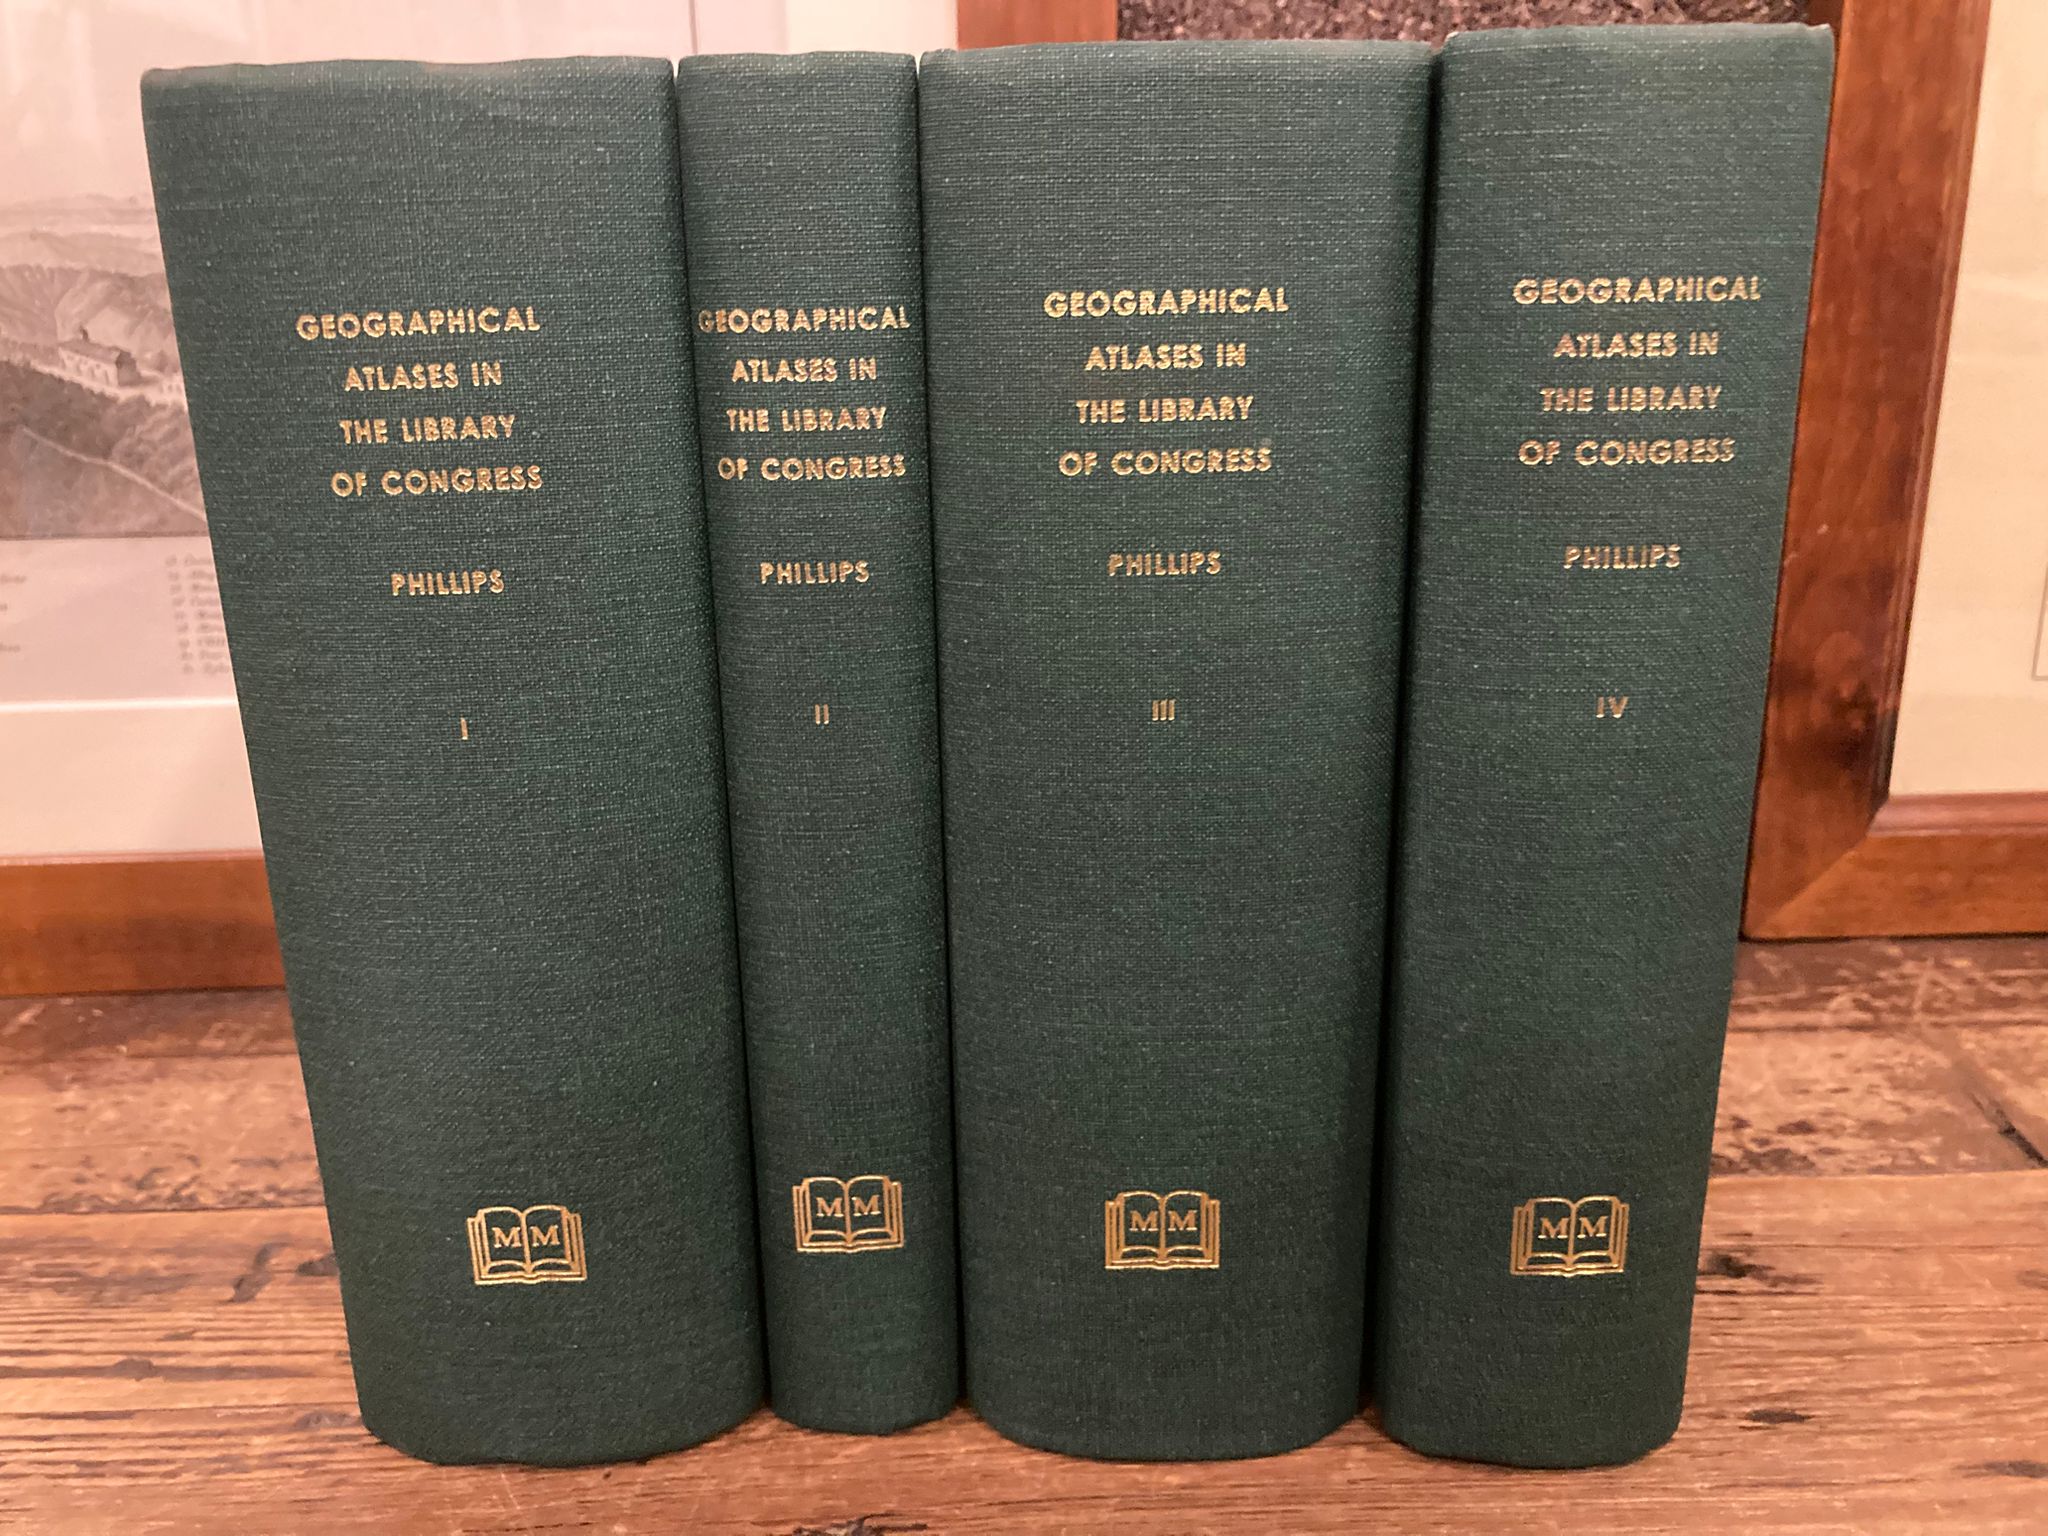 GEOGRAPHICAL
ATLASES IN
THE LIBRARY
OF CONGRESS
PHILLIPS
I
MM
GEOGRAPHICAL
ATLASES IN
THE LIBRARY
OF CONGRESS
PHILLIPS
II
MM
GEOGRAPHICAL
ATLASES IN
THE LIBRARY
OF CONGRESS
PHILLIPS
III
MM
GEOGRAPHICAL
ATLASES IN
THE LIBRARY
OF CONGRESS
PHILLIPS
IV
MM